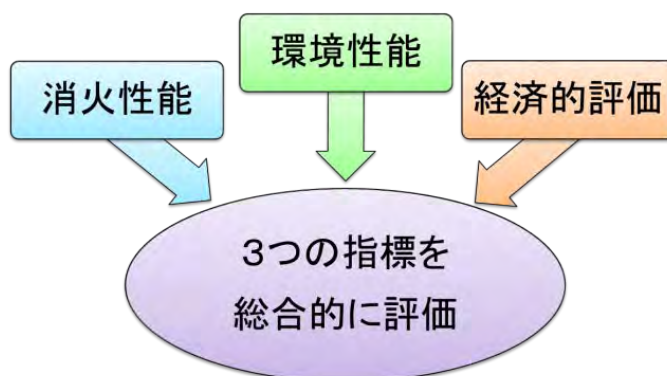 環境性能
消火性能
経済的評価
3つの指標を
総合的に評価